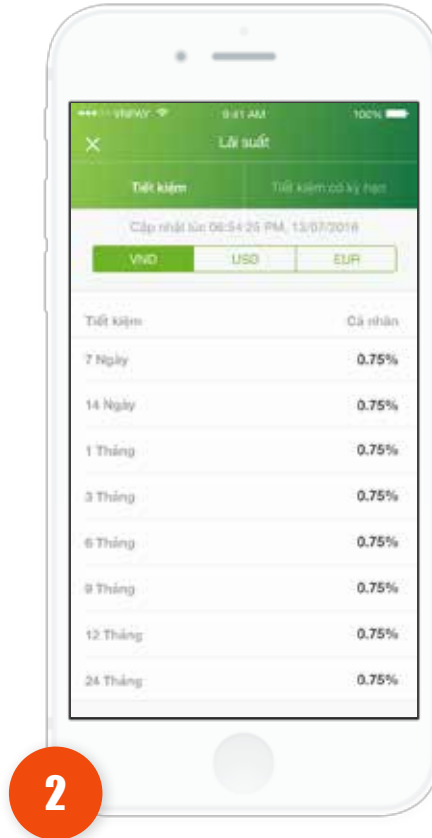 VNPAY 9:41 AM 100%
Lãi suất
Tiết kiệm Tiết kiệm có kỳ hạn
Cập nhật lúc 06:54:25 PM, 13/07/2016
VND USD EUR
Tiết kiệm Cá nhân
7 Ngày 0.75%
14 Ngày 0.75%
1 Tháng 0.75%
3 Tháng 0.75%
6 Tháng 0.75%
9 Tháng 0.75%
12 Tháng 0.75%
24 Tháng 0.75%
2